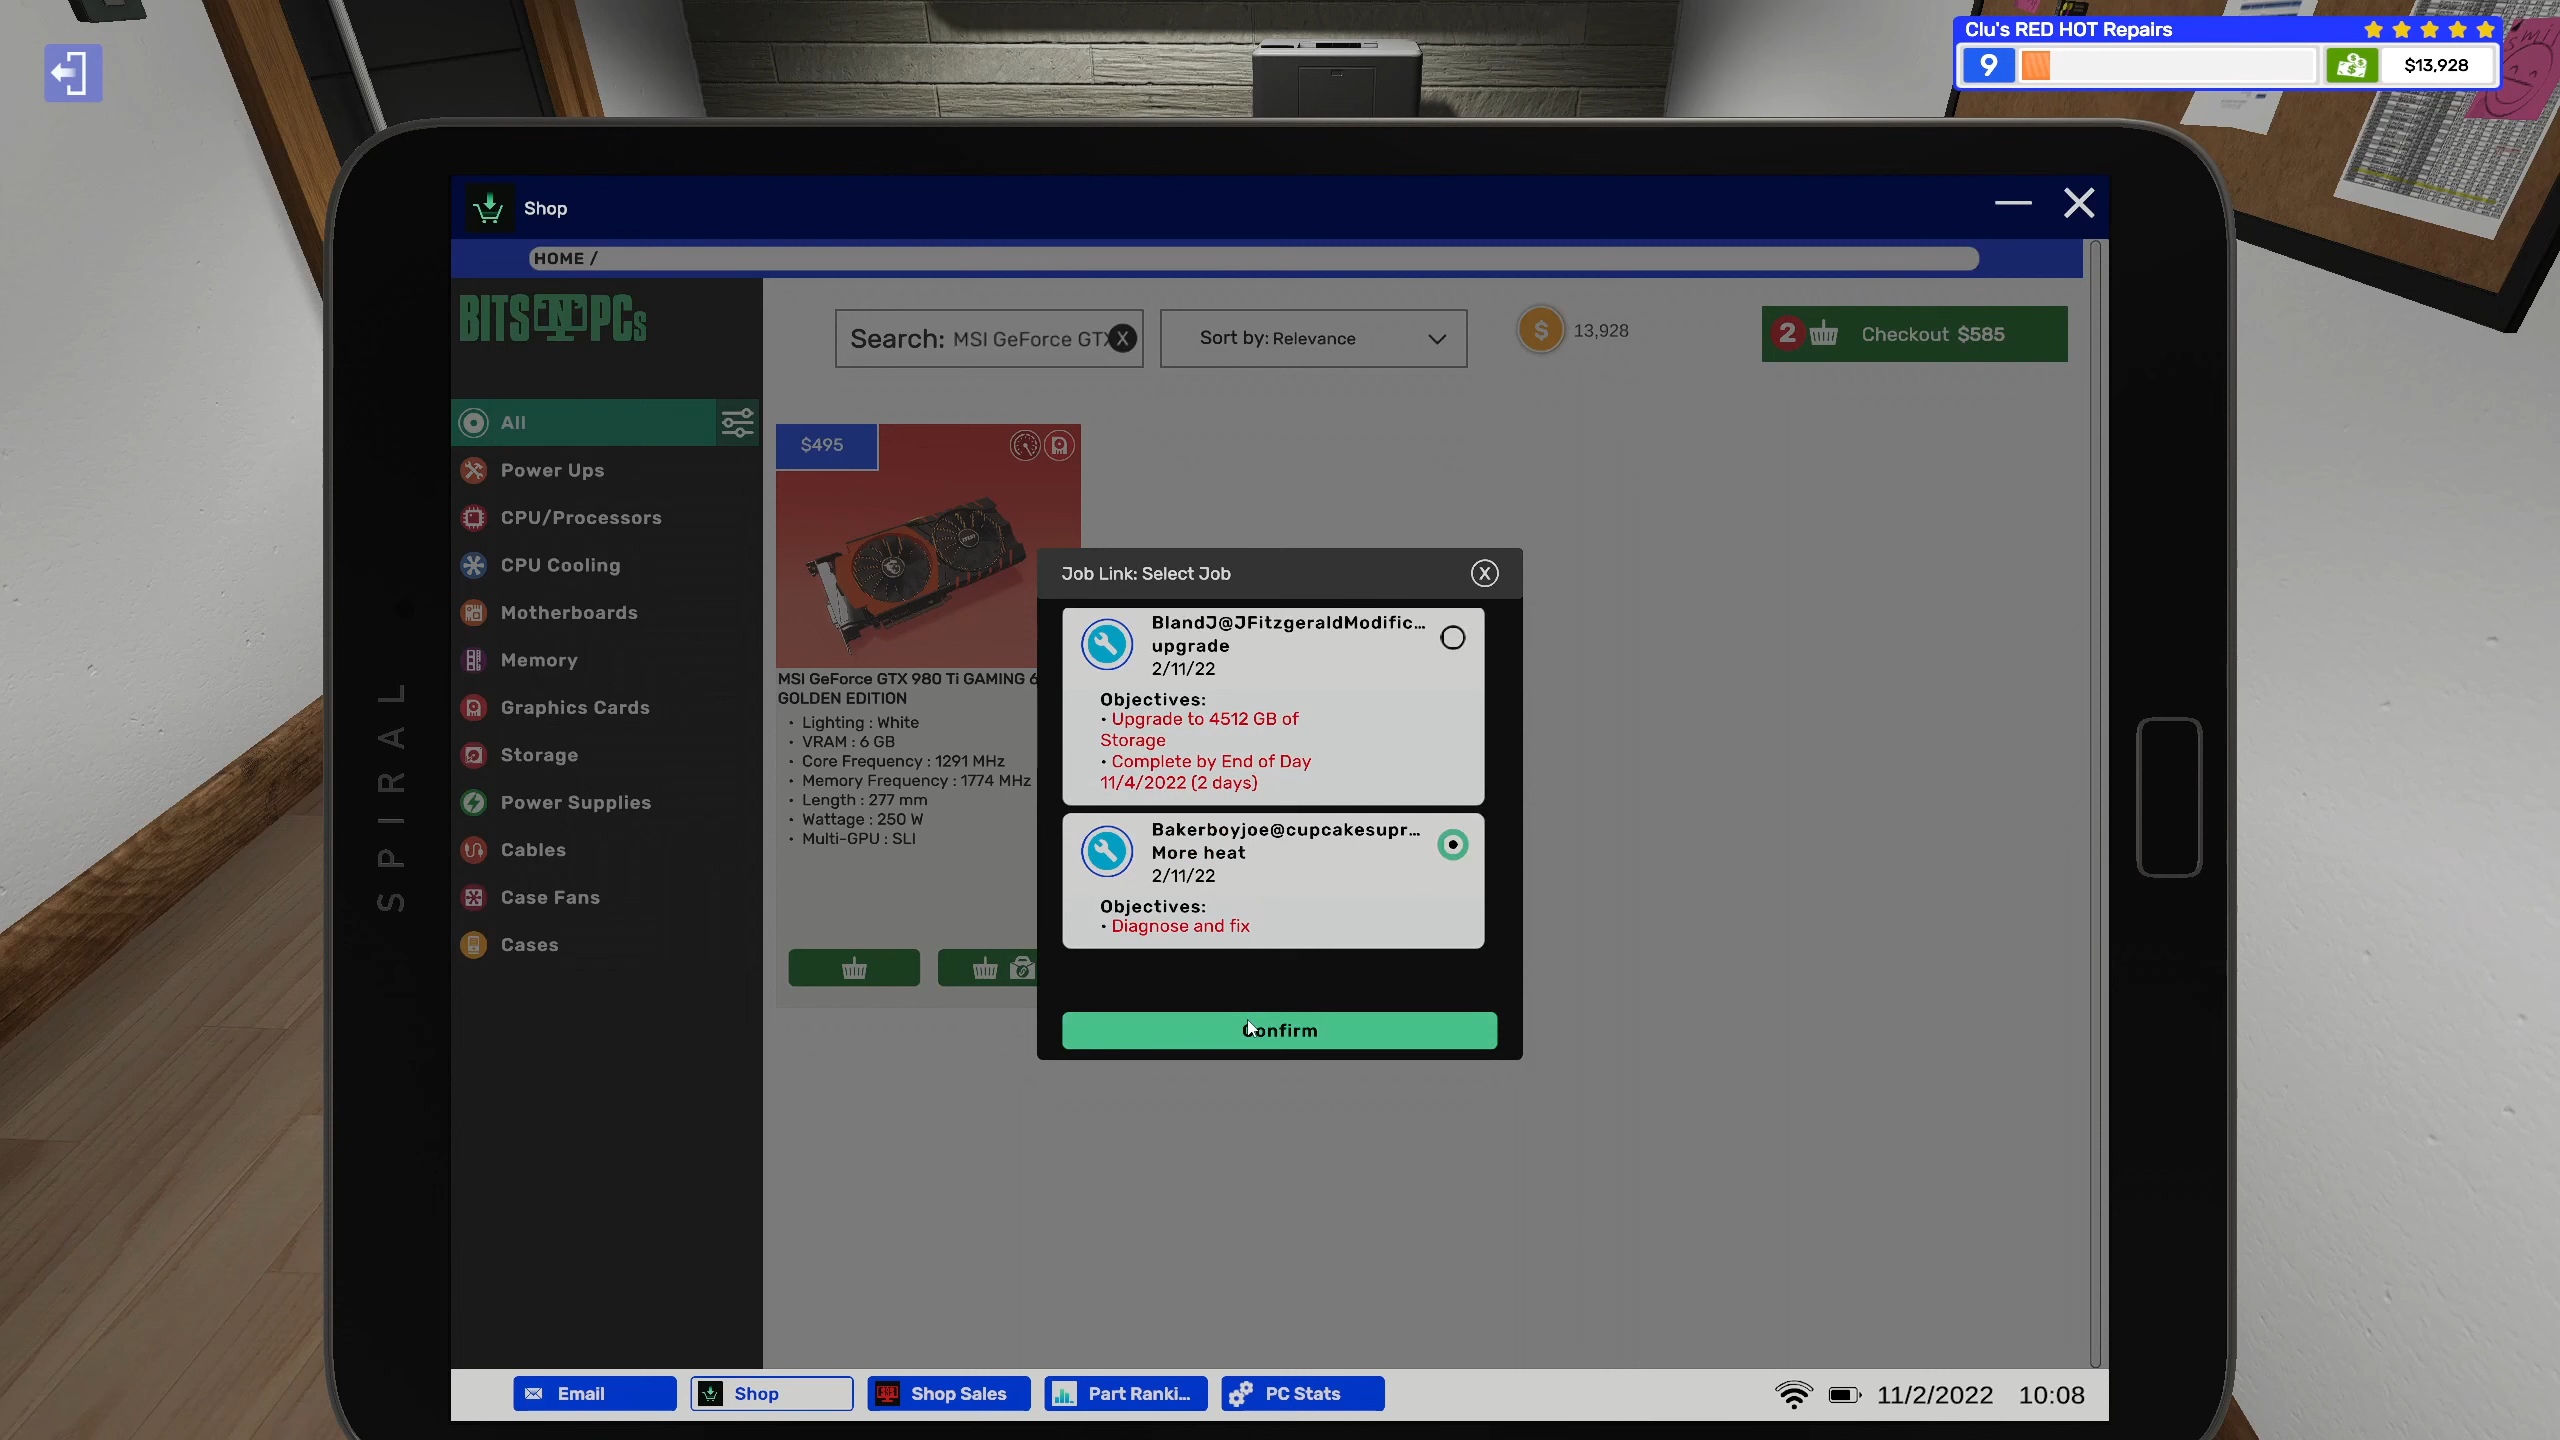 Clu's RED HOT Repairs
9
$13,928
Shop
HOME /
BITS N PCs
Search: MSI GeForce GTX
X
Sort by: Relevance
$
13,928
2
Checkout $585
All
Power Ups
CPU/Processors
CPU Cooling
Motherboards
Memory
Graphics Cards
Storage
Power Supplies
Cables
Case Fans
Cases
$495
MSI GeForce GTX 980 Ti GAMING 6
GOLDEN EDITION
• Lighting : White
• VRAM : 6 GB
• Core Frequency : 1291 MHz
• Memory Frequency : 1774 MHz
• Length : 277 mm
• Wattage : 250 W
• Multi-GPU : SLI
Job Link: Select Job
X
BlandJ@JFitzgeraldModific...
upgrade
2/11/22
Objectives:
• Upgrade to 4512 GB of
Storage
• Complete by End of Day
11/4/2022 (2 days)
Bakerboyjoe@cupcakesupr...
More heat
2/11/22
Objectives:
• Diagnose and fix
Confirm
SPIRAL
Email
Shop
Shop Sales
Part Ranki...
PC Stats
11/2/2022
10:08